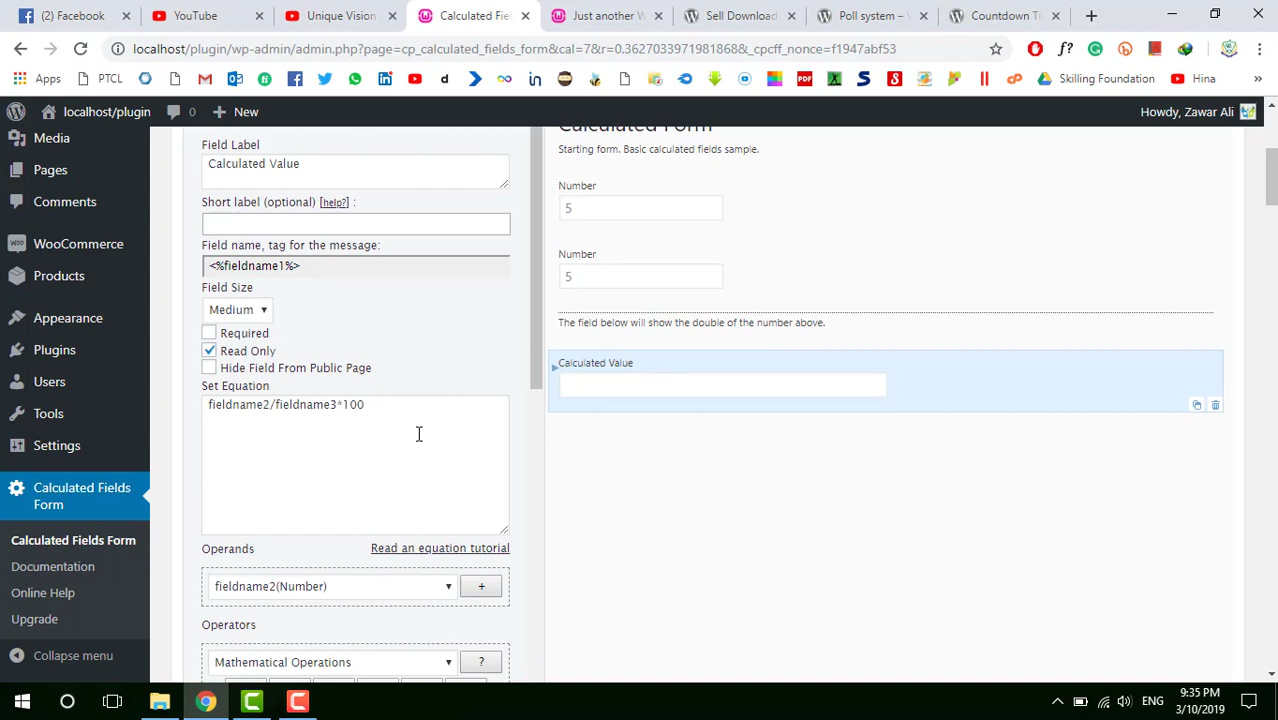 (2) Facebook
YouTube
Unique Vision
Calculated Fiel
Just another W
Sell Download
Poll system – V
Countdown Ti
localhost/plugin/wp-admin/admin.php?page=cp_calculated_fields_form&cal=7&r=0.3627033971981868&_cpcff_nonce=f1947abf53
f?
Apps
PTCL
d
in
PDF
cP
Skilling Foundation
Hina
»
localhost/plugin
0
New
Howdy, Zawar Ali
Media
Pages
Comments
WooCommerce
Products
Appearance
Plugins
Users
Tools
Settings
Calculated Fields
Form
Calculated Fields Form
Documentation
Online Help
Upgrade
Collapse menu
Field Label
Calculated Value
Short label (optional) [help?] :
Field name, tag for the message:
<%fieldname1%>
Field Size
Medium
Required
Read Only
Hide Field From Public Page
Set Equation
fieldname2/fieldname3*100
Operands
Read an equation tutorial
fieldname2(Number)
+
Operators
Mathematical Operations
?
Calculated Form
Starting form. Basic calculated fields sample.
Number
5
Number
5
The field below will show the double of the number above.
Calculated Value
ENG
9:35 PM
3/10/2019